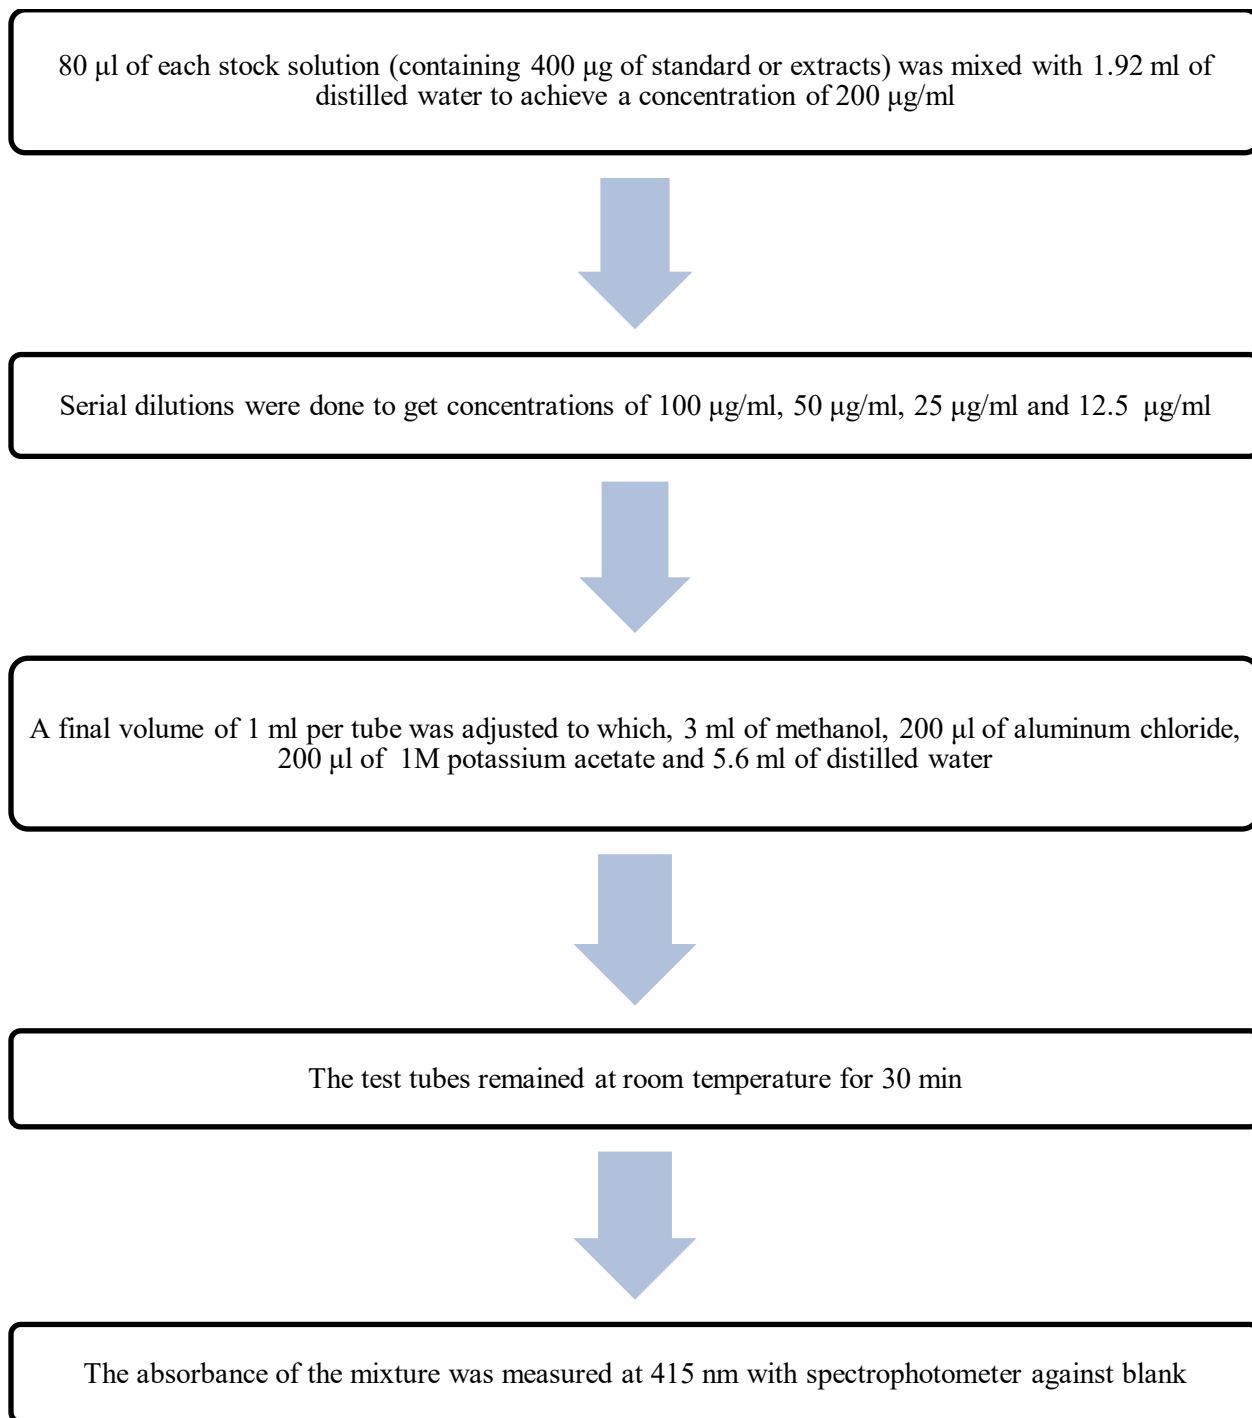 80 μl of each stock solution (containing 400 μg of standard or extracts) was mixed with 1.92 ml of
distilled water to achieve a concentration of 200 μg/ml
Serial dilutions were done to get concentrations of 100 μg/ml, 50 μg/ml, 25 μg/ml and 12.5 μg/ml
A final volume of 1 ml per tube was adjusted to which, 3 ml of methanol, 200 μl of aluminum chloride,
200 μl of 1M potassium acetate and 5.6 ml of distilled water
The test tubes remained at room temperature for 30 min
The absorbance of the mixture was measured at 415 nm with spectrophotometer against blank